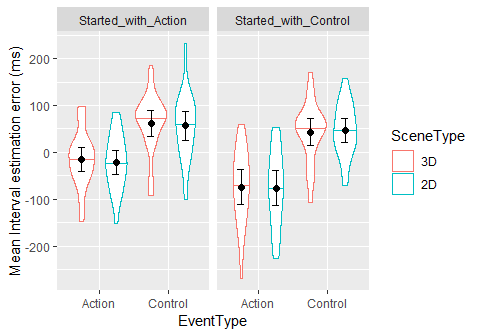 Started_with_Action Started_with_Control
Mean Interval estimation error (ms)
200
100
0
-100
-200
Action Control Action Control
EventType
SceneType
3D
2D